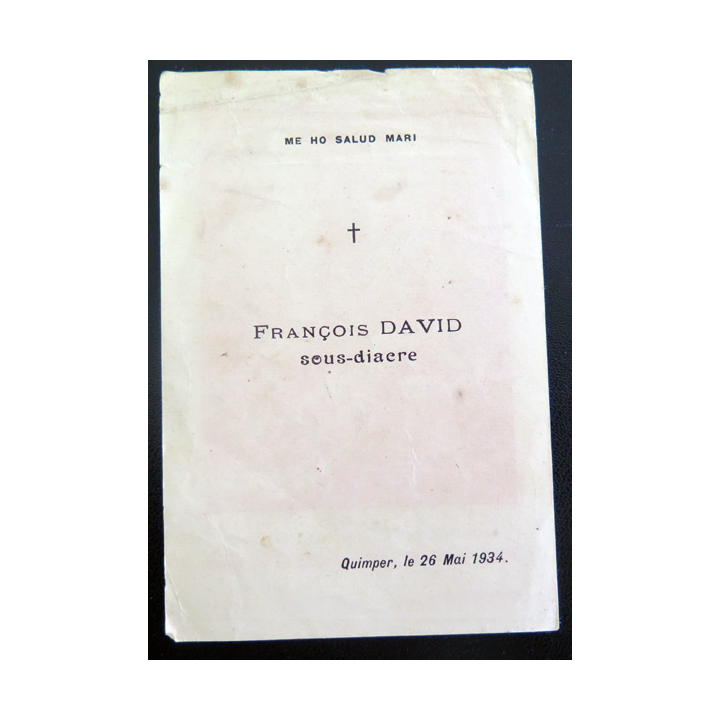 ME HO SALUD MARI
†
FRANÇOIS DAVID
sous-diacre
Quimper, le 26 Mai 1934.